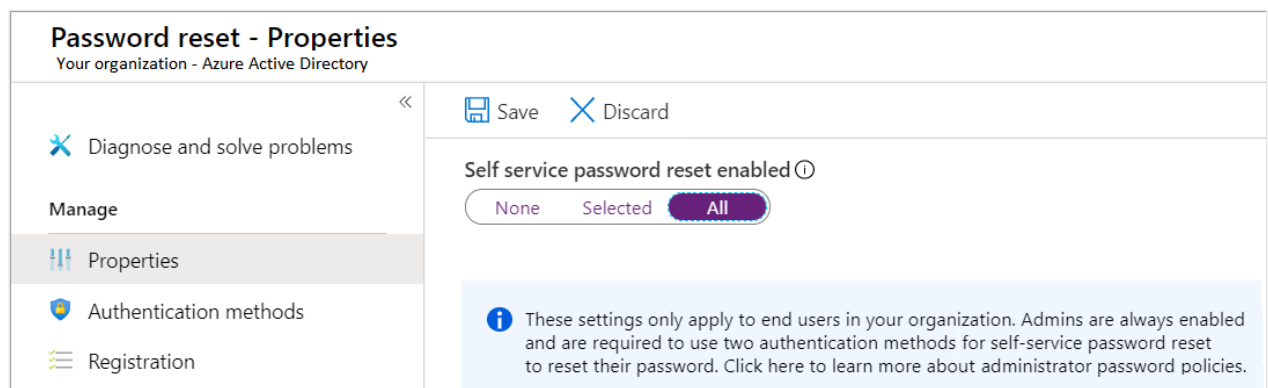 Password reset - Properties
Your organization - Azure Active Directory
«
Diagnose and solve problems
Manage
Properties
Authentication methods
Registration
Save Discard
Self service password reset enabled
None Selected All
These settings only apply to end users in your organization. Admins are always enabled
and are required to use two authentication methods for self-service password reset
to reset their password. Click here to learn more about administrator password policies.